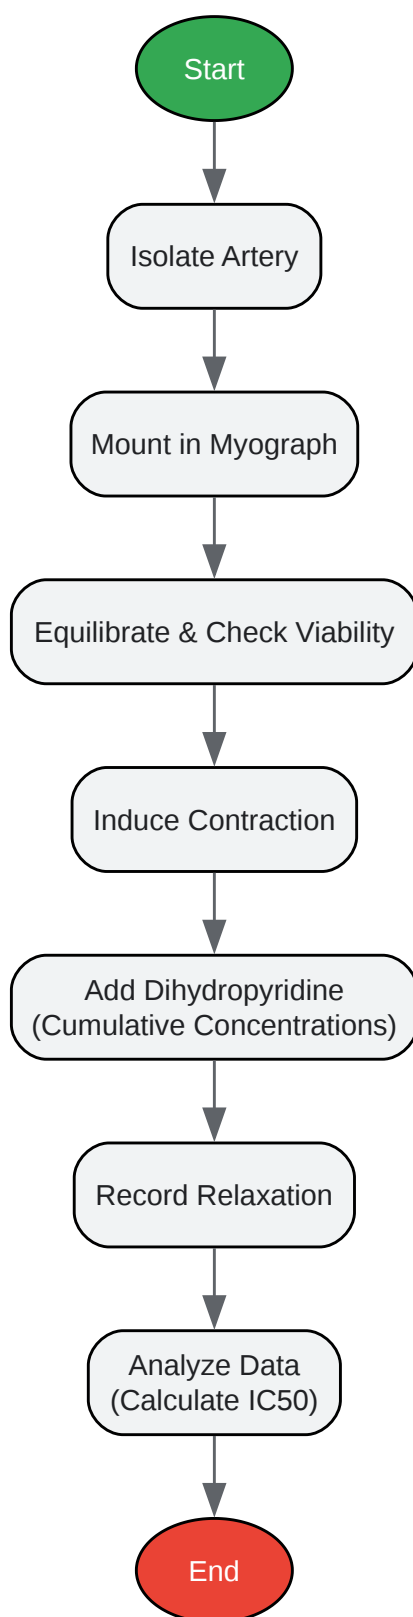 Start
Isolate Artery
Mount in Myograph
Equilibrate & Check Viability
Induce Contraction
Add Dihydropyridine
(Cumulative Concentrations)
Record Relaxation
Analyze Data
(Calculate IC50)
End